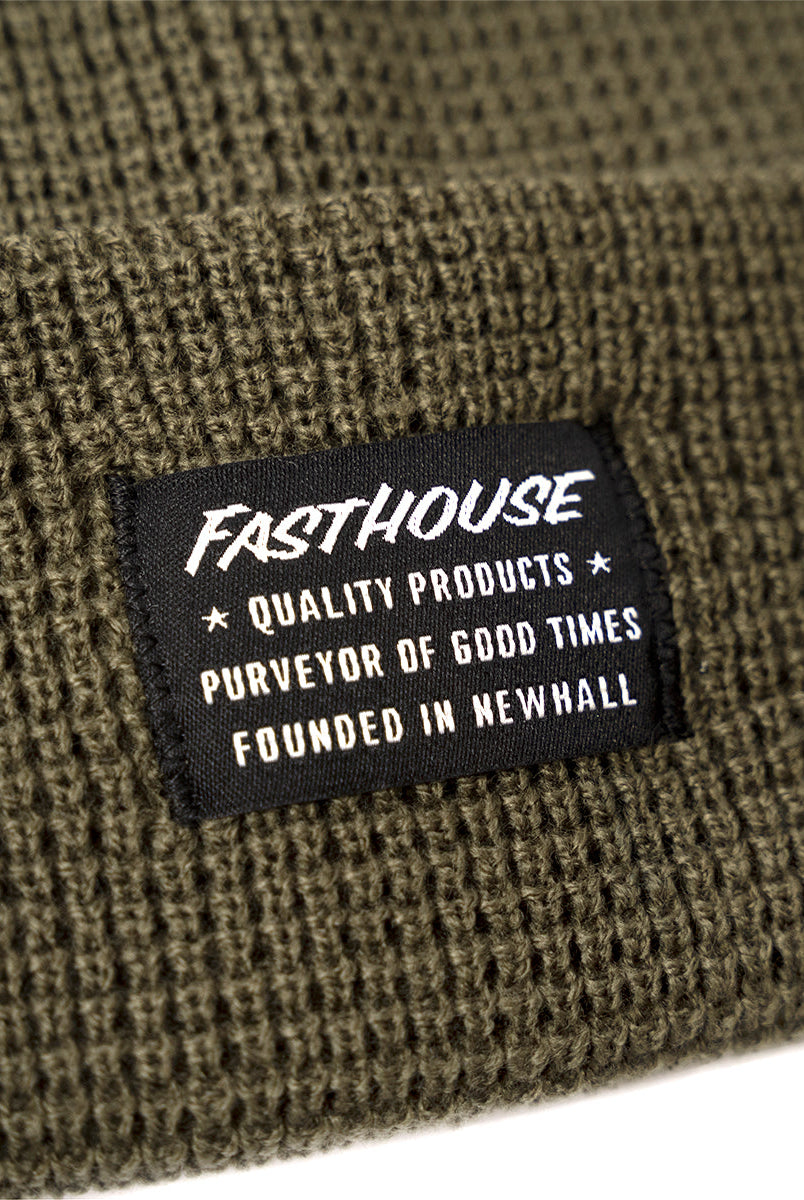 FASTHOUSE
★ QUALITY PRODUCTS ★
PURVEYOR OF GOOD TIMES
FOUNDED IN NEWHALL